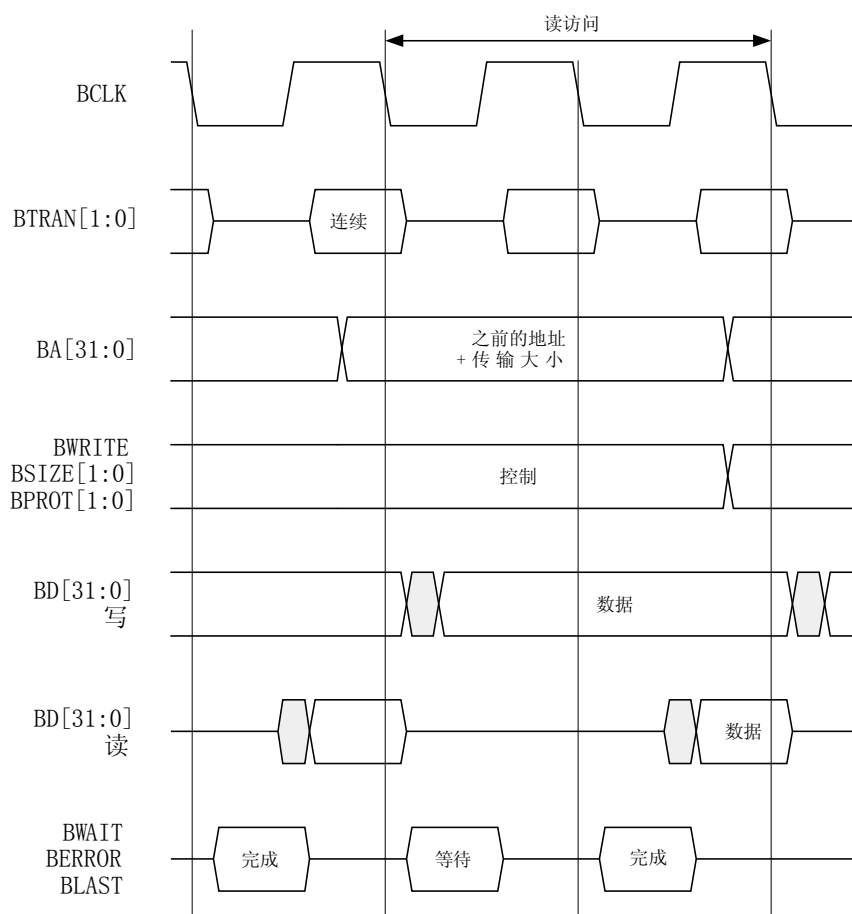 读访问
BCLK
BTRAN[1:0]
连续
BA[31:0]
之前的地址
+传输大小
BWRITE
BSIZE[1:0]
BPROT[1:0]
控制
BD[31:0]
写
数据
BD[31:0]
读
数据
BWAIT
BERROR
BLAST
完成
等待
完成